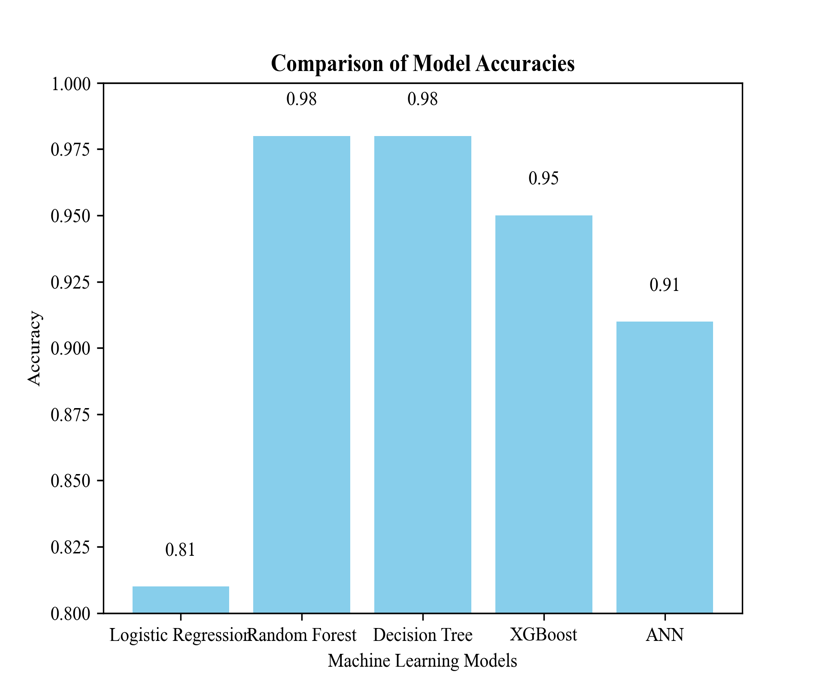 Comparison of Model Accuracies
1.000
0.975
0.950
0.925
0.900
0.875
0.850
0.825
0.800
Accuracy
0.81
0.98
0.98
0.95
0.91
Logistic Regression
Random Forest
Decision Tree
XGBoost
ANN
Machine Learning Models